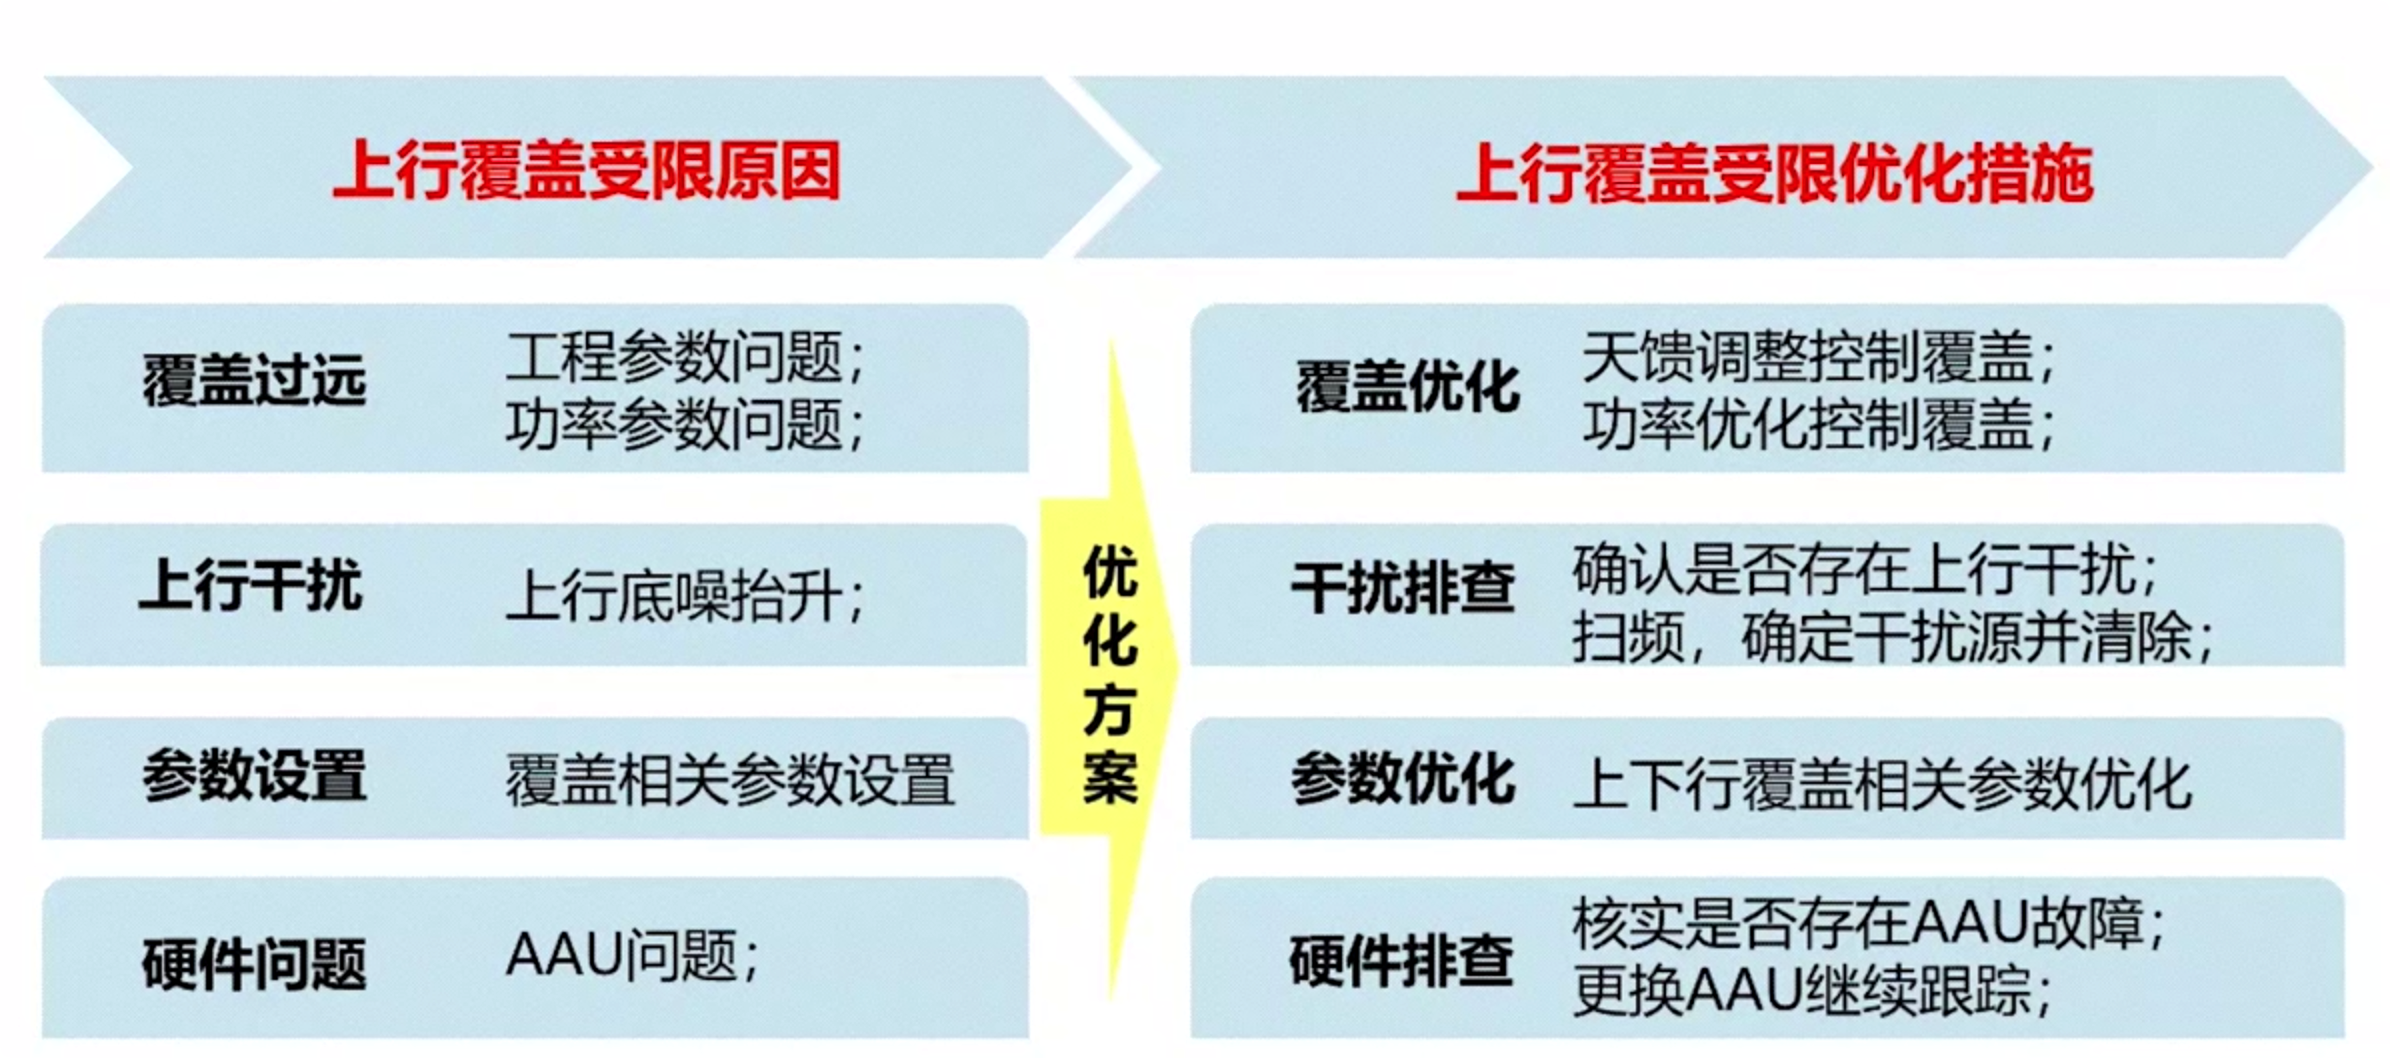 上行覆盖受限原因
上行覆盖受限优化措施
覆盖过远
工程参数问题；
功率参数问题；
上行干扰
上行底噪抬升；
参数设置
覆盖相关参数设置
硬件问题
AAU问题；
优
化
方
案
覆盖优化
天馈调整控制覆盖；
功率优化控制覆盖；
干扰排查
确认是否存在上行干扰；
扫频，确定干扰源并清除；
参数优化
上下行覆盖相关参数优化
硬件排查
核实是否存在AAU故障；
更换AAU继续跟踪；